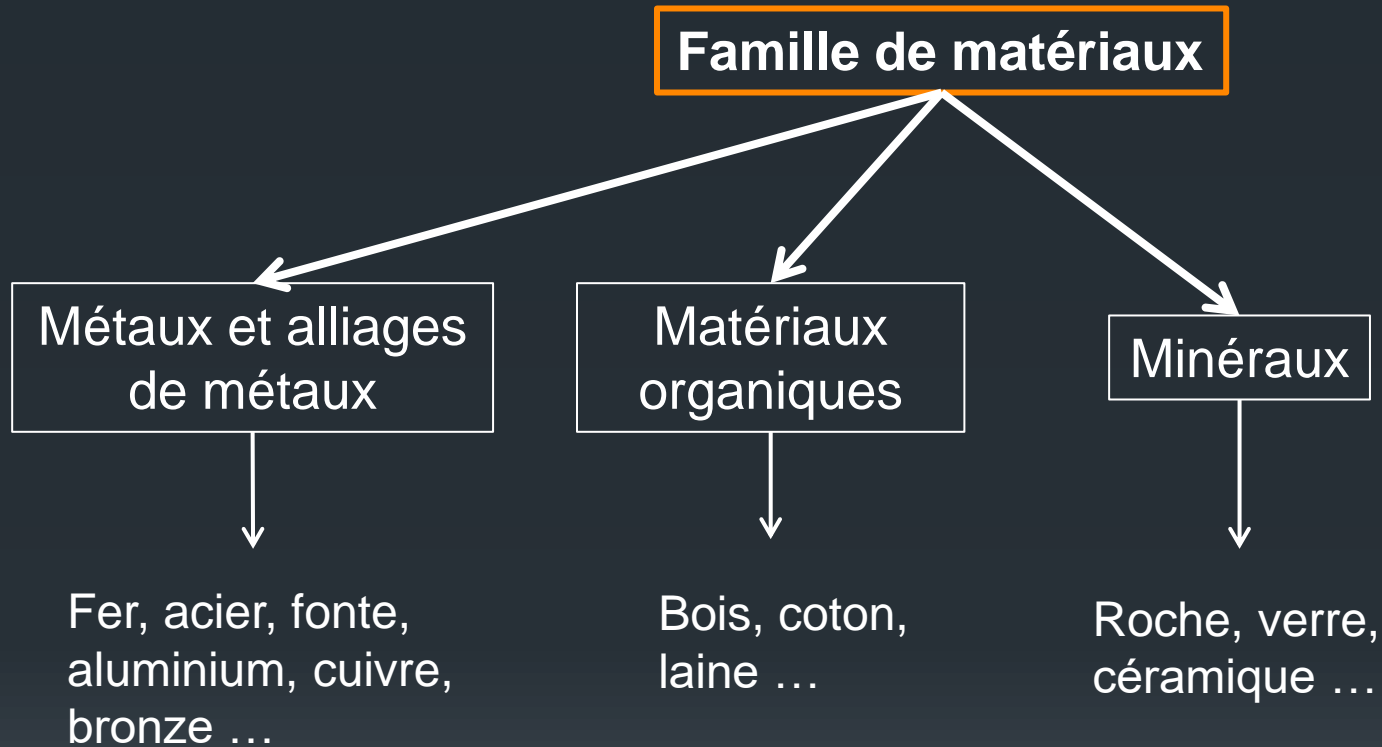 Famille de matériaux
Métaux et alliages
de métaux
Matériaux
organiques
Minéraux
Fer, acier, fonte,
aluminium, cuivre,
bronze …
Bois, coton,
laine …
Roche, verre,
céramique …